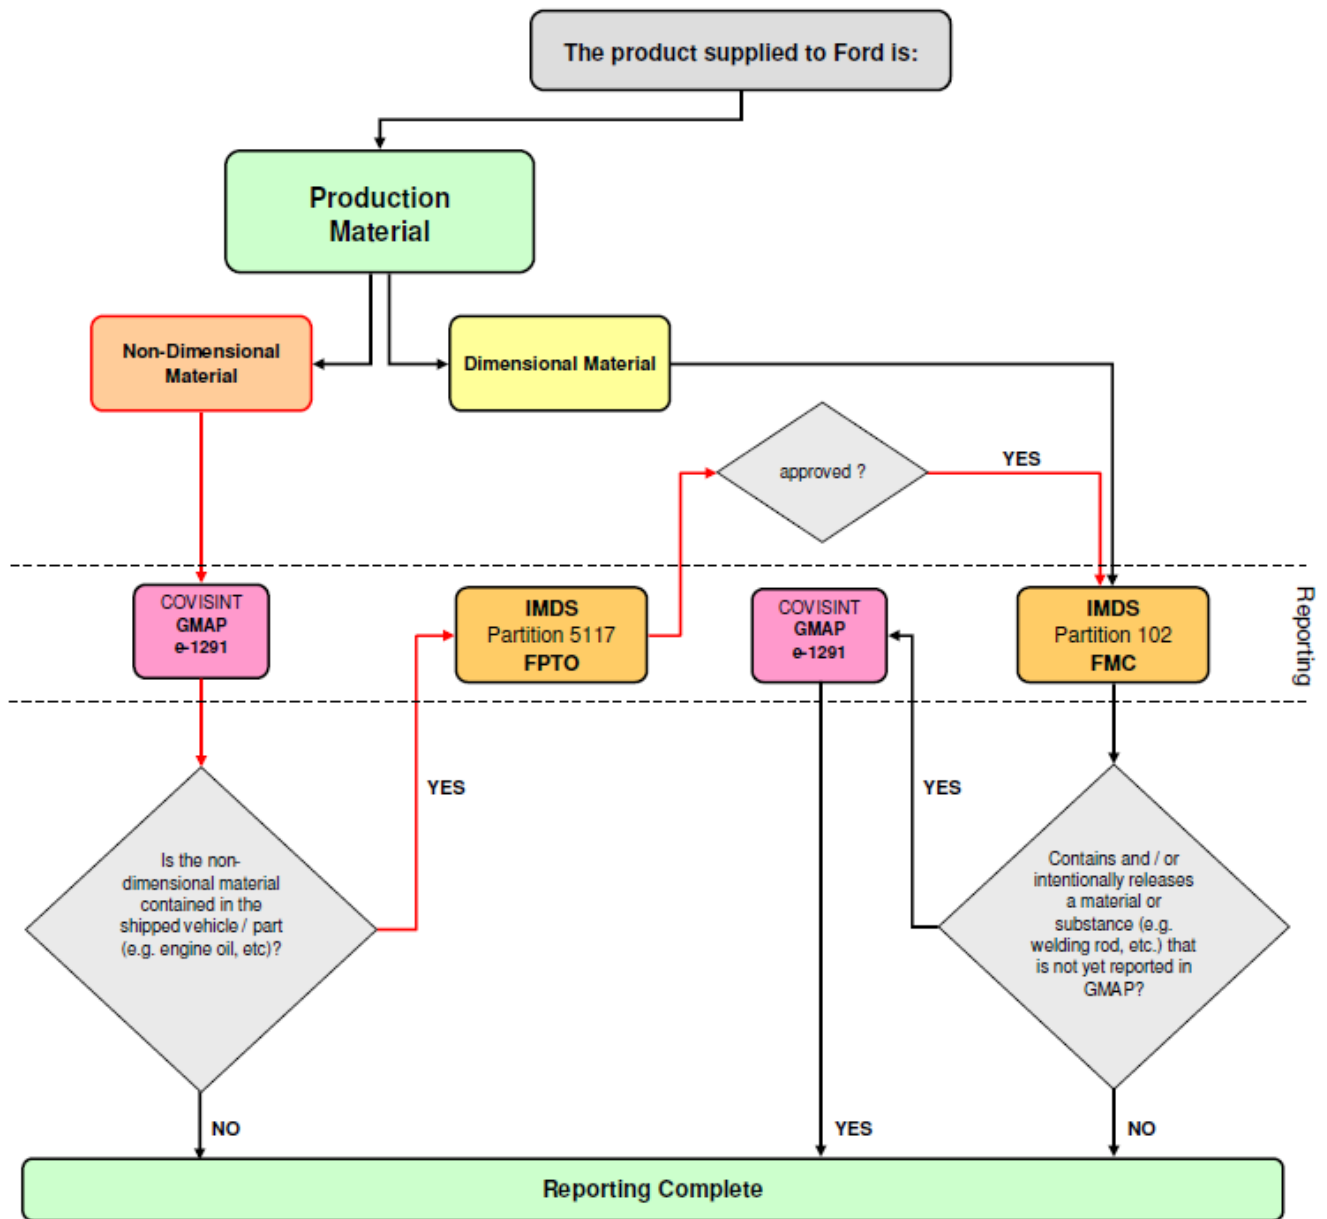 The product supplied to Ford is:
Production
Material
Non-Dimensional
Material
Dimensional Material
approved ?
YES
COVISINT
GMAP
e-1291
IMDS
Partition 5117
FPTO
COVISINT
GMAP
e-1291
IMDS
Partition 102
FMC
Reporting
YES
YES
Is the non-
dimensional material
contained in the
shipped vehicle / part
(e.g. engine oil, etc)?
Contains and / or
intentionally releases
a material or
substance (e.g.
welding rod, etc.) that
is not yet reported in
GMAP?
NO
YES
NO
Reporting Complete